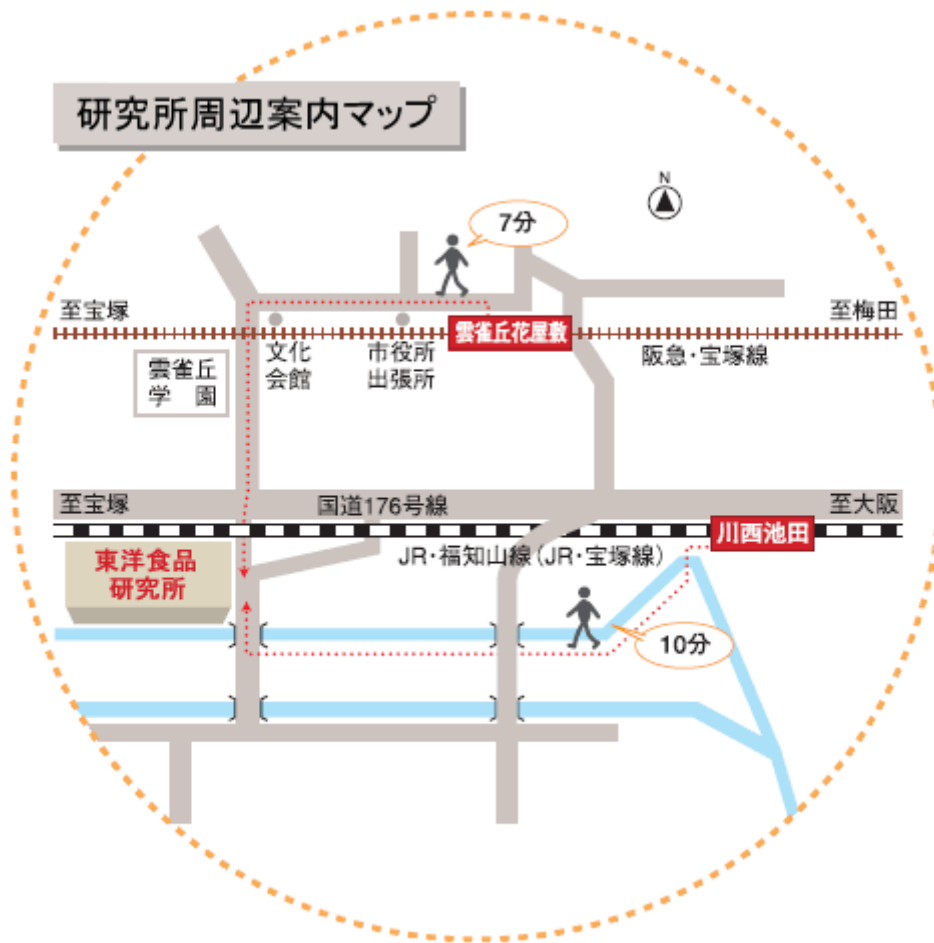 研究所周辺案内マップ
N
7分
至宝塚
至梅田
雲雀丘花屋敷
阪急・宝塚線
雲雀丘
学 園
文化
会館
市役所
出張所
至宝塚
国道176号線
至大阪
川西池田
JR・福知山線(JR・宝塚線)
東洋食品
研究所
10分